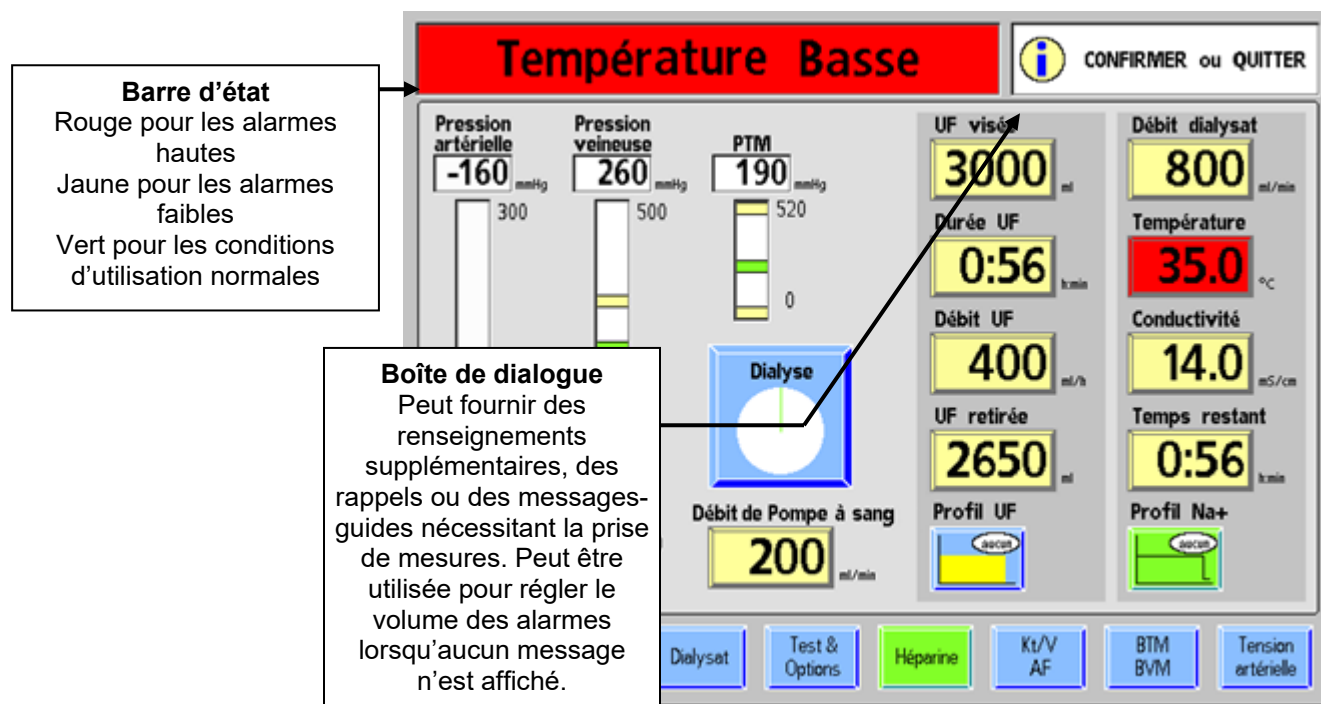 Température Basse
CONFIRMER ou QUITTER
Barre d’état
Rouge pour les alarmes
hautes
Jaune pour les alarmes
faibles
Vert pour les conditions
d’utilisation normales
Pression
artérielle
-160 mmHg
300
Pression
veineuse
260 mmHg
500
PTM
190 mmHg
520
0
UF visée
3000 ml
Durée UF
0:56 h:min
Débit UF
400 ml/h
UF retirée
2650 ml
Profil UF
aucun
Débit dialysat
800 ml/min
Température
35.0 °C
Conductivité
14.0 mS/cm
Temps restant
0:56 h:min
Profil Na+
aucun
Boîte de dialogue
Peut fournir des
renseignements
supplémentaires, des
rappels ou des messages-
guides nécessitant la prise
de mesures. Peut être
utilisée pour régler le
volume des alarmes
lorsqu’aucun message
n’est affiché.
Dialyse
Débit de Pompe à sang
200 ml/min
Dialysat
Test &
Options
Héparine
Kt/V
AF
BTM
BVM
Tension
artérielle